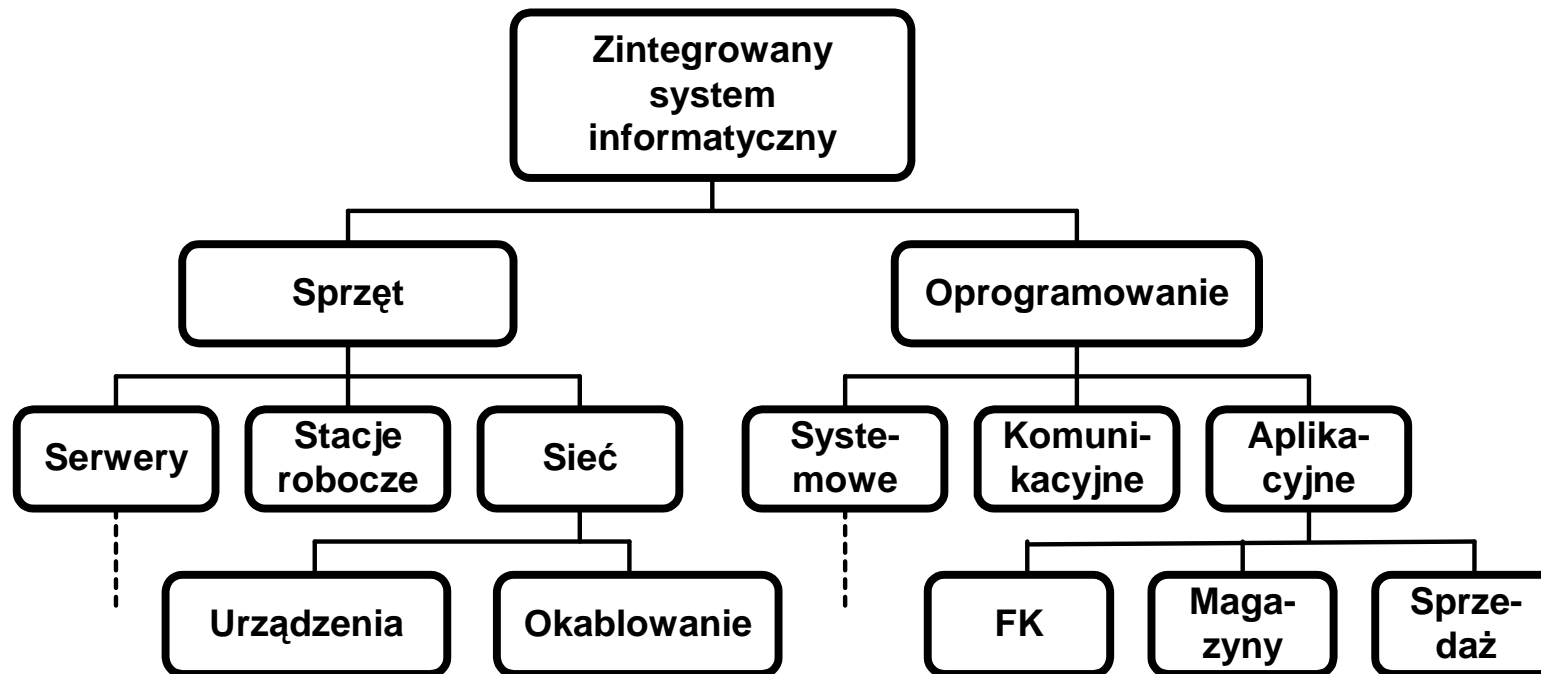 Zintegrowany
system
informatyczny
Sprzęt
Oprogramowanie
Serwery
Stacje
robocze
Sieć
Syste-
mowe
Komuni-
kacyjne
Aplika-
cyjne
Urządzenia
Okablowanie
FK
Maga-
zyny
Sprze-
daż